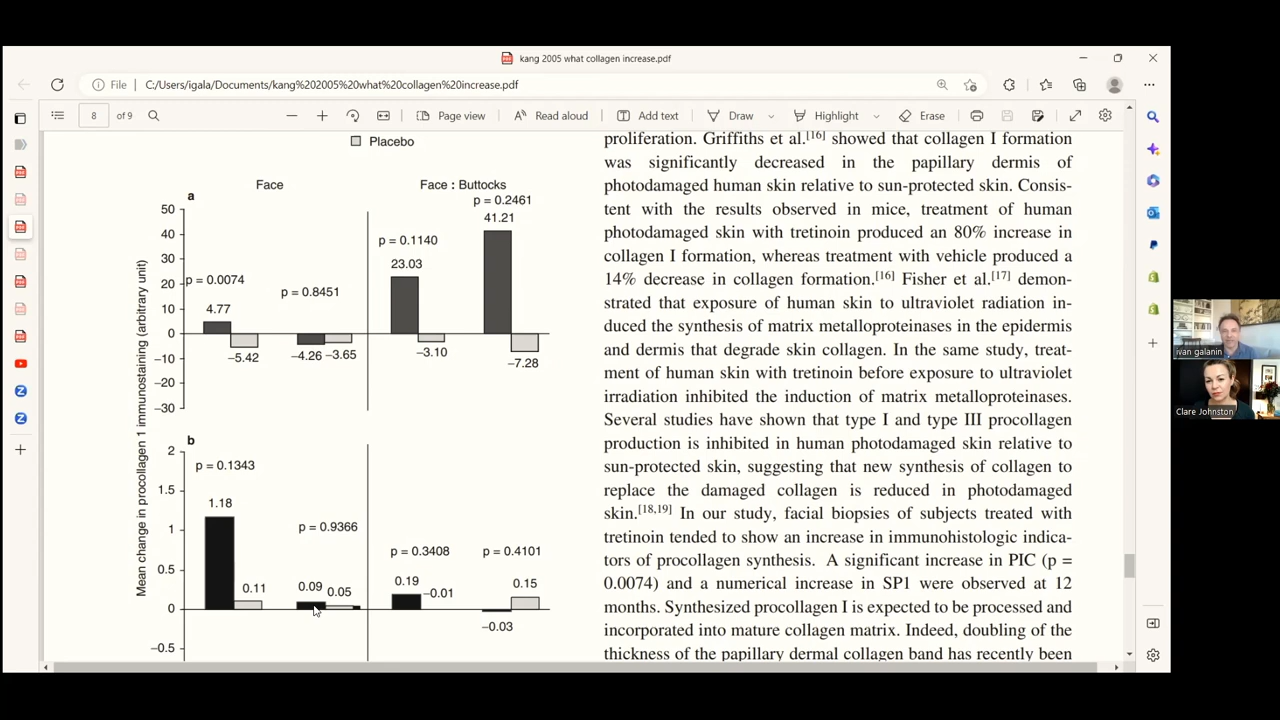 kang 2005 what collagen increase.pdf
File
C:/Users/igala/Documents/kang%202005%20what%20collagen%20increase.pdf
8
of 9
Page view
Read aloud
Add text
Draw
Highlight
Erase
Placebo
Face
Face : Buttocks
a
Mean change in procollagen 1 immunostaining (arbitrary unit)
50
40
30
20
10
0
−10
−20
−30
p = 0.0074
4.77
−5.42
p = 0.8451
−4.26
−3.65
p = 0.1140
23.03
−3.10
p = 0.2461
41.21
−7.28
b
2
1.5
1
0.5
0
−0.5
p = 0.1343
1.18
0.11
p = 0.9366
0.09
0.05
p = 0.3408
0.19
−0.01
p = 0.4101
0.15
−0.03
proliferation. Griffiths et al.[16] showed that collagen I formation
was significantly decreased in the papillary dermis of
photodamaged human skin relative to sun-protected skin. Consis-
tent with the results observed in mice, treatment of human
photodamaged skin with tretinoin produced an 80% increase in
collagen I formation, whereas treatment with vehicle produced a
14% decrease in collagen formation.[16] Fisher et al.[17] demon-
strated that exposure of human skin to ultraviolet radiation in-
duced the synthesis of matrix metalloproteinases in the epidermis
and dermis that degrade skin collagen. In the same study, treat-
ment of human skin with tretinoin before exposure to ultraviolet
irradiation inhibited the induction of matrix metalloproteinases.
Several studies have shown that type I and type III procollagen
production is inhibited in human photodamaged skin relative to
sun-protected skin, suggesting that new synthesis of collagen to
replace the damaged collagen is reduced in photodamaged
skin.[18,19] In our study, facial biopsies of subjects treated with
tretinoin tended to show an increase in immunohistologic indica-
tors of procollagen synthesis. A significant increase in PIC (p =
0.0074) and a numerical increase in SP1 were observed at 12
months. Synthesized procollagen I is expected to be processed and
incorporated into mature collagen matrix. Indeed, doubling of the
thickness of the papillary dermal collagen band has recently been
ivan galanin
Clare Johnston